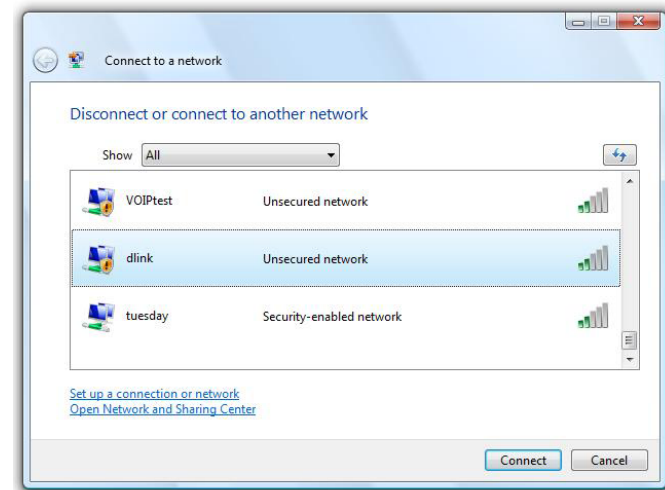 Connect to a network
Disconnect or connect to another network
Show All
VOIPtest Unsecured network
dlink Unsecured network
tuesday Security-enabled network
Set up a connection or network
Open Network and Sharing Center
Connect Cancel